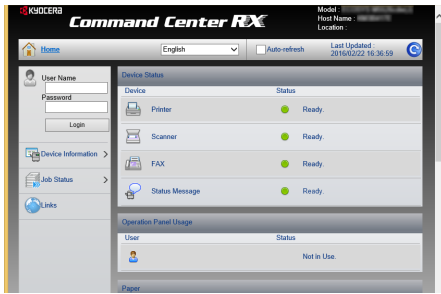 KYOCERA
Command Center RX
Model :
Host Name :
Location :
Home
English
Auto-refresh
Last Updated :
2016/02/22 16:36:59
User Name
Password
Login
Device Information
Job Status
Links
Device Status
Device Status
Printer Ready.
Scanner Ready.
FAX Ready.
Status Message Ready.
Operation Panel Usage
User Status
Not in Use.
Paper